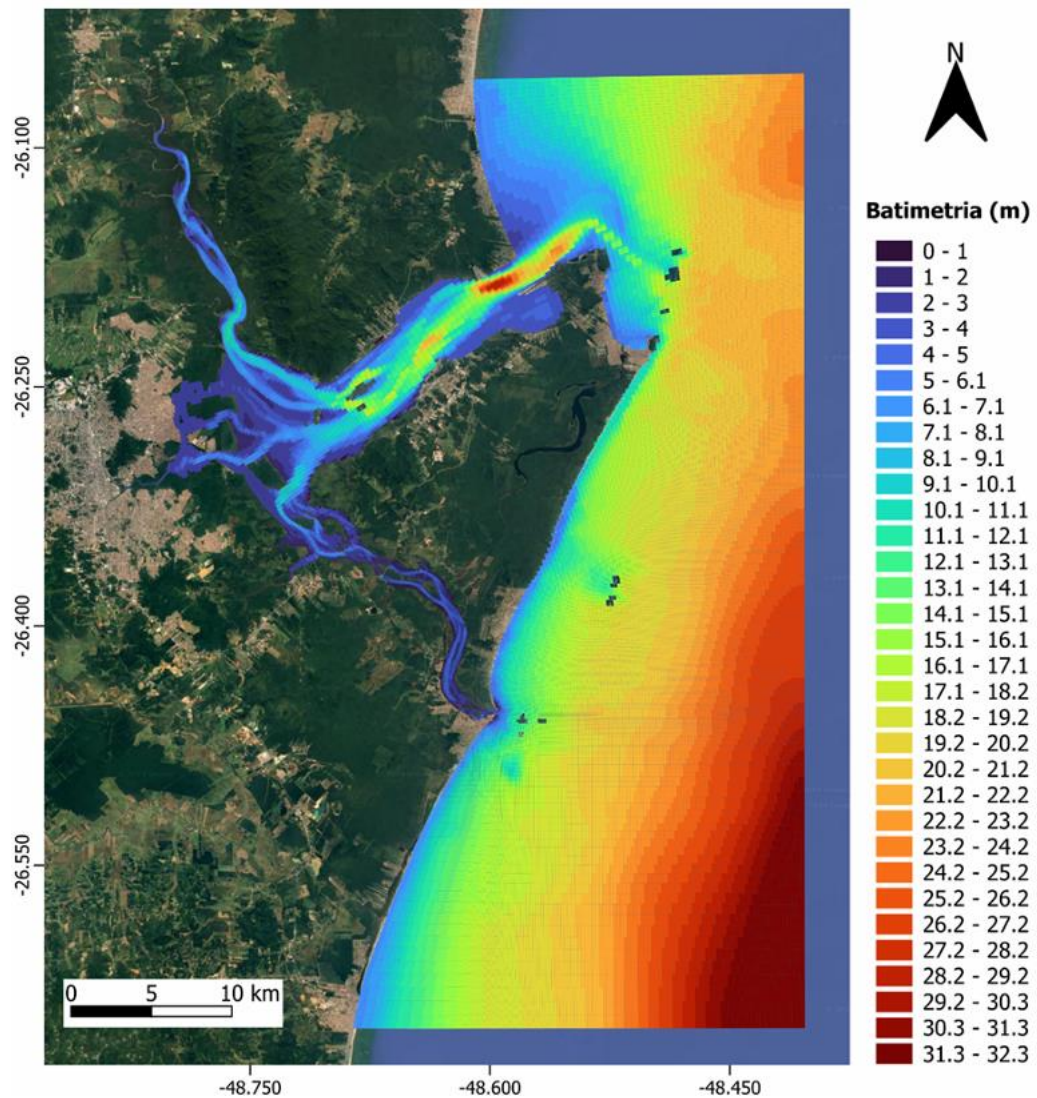 N
Batimetria (m)
0 - 1
1 - 2
2 - 3
3 - 4
4 - 5
5 - 6.1
6.1 - 7.1
7.1 - 8.1
8.1 - 9.1
9.1 - 10.1
10.1 - 11.1
11.1 - 12.1
12.1 - 13.1
13.1 - 14.1
14.1 - 15.1
15.1 - 16.1
16.1 - 17.1
17.1 - 18.2
18.2 - 19.2
19.2 - 20.2
20.2 - 21.2
21.2 - 22.2
22.2 - 23.2
23.2 - 24.2
24.2 - 25.2
25.2 - 26.2
26.2 - 27.2
27.2 - 28.2
28.2 - 29.2
29.2 - 30.3
30.3 - 31.3
31.3 - 32.3
-26.100
-26.250
-26.400
-26.550
0 5 10 km
-48.750 -48.600 -48.450